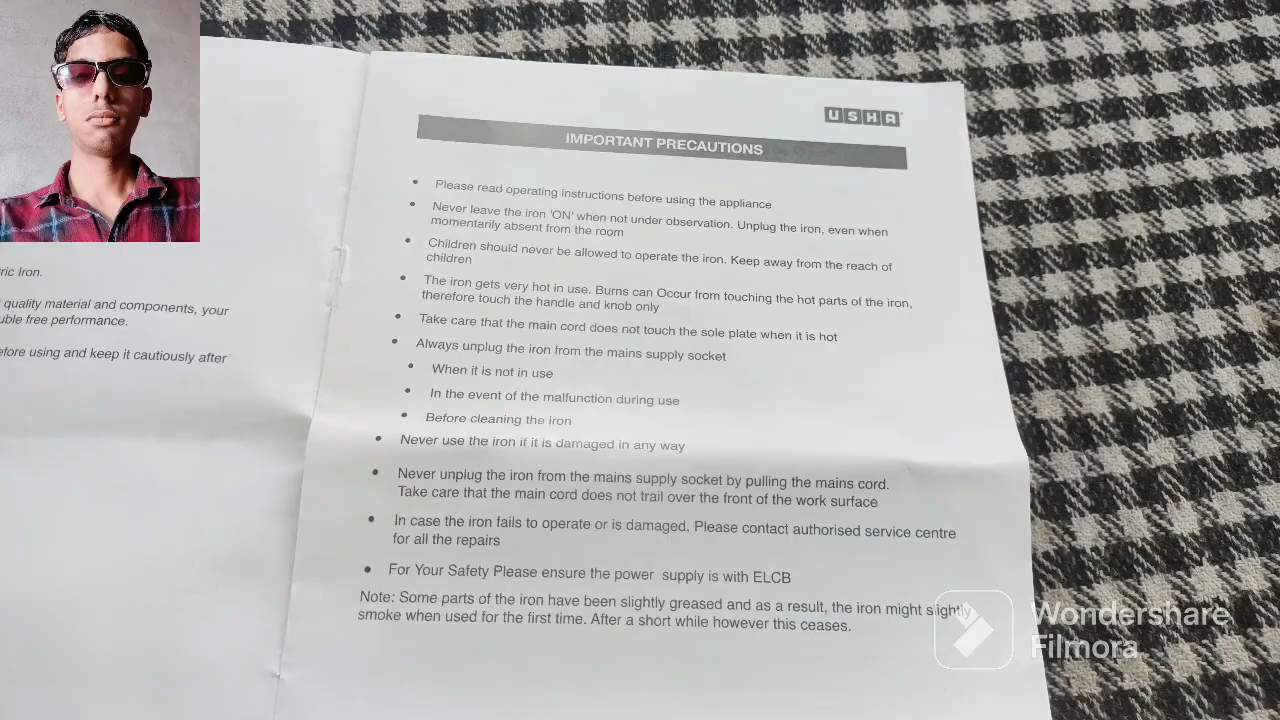 ric Iron.
quality material and components, your
uble free performance.
efore using and keep it cautiously after
USHA
IMPORTANT PRECAUTIONS
• Please read operating instructions before using the appliance
• Never leave the iron 'ON' when not under observation. Unplug the iron, even when
momentarily absent from the room
• Children should never be allowed to operate the iron. Keep away from the reach of
children
• The iron gets very hot in use. Burns can Occur from touching the hot parts of the iron,
therefore touch the handle and knob only
• Take care that the main cord does not touch the sole plate when it is hot
• Always unplug the iron from the mains supply socket
• When it is not in use
• In the event of the malfunction during use
• Before cleaning the iron
• Never use the iron if it is damaged in any way
• Never unplug the iron from the mains supply socket by pulling the mains cord.
Take care that the main cord does not trail over the front of the work surface
• In case the iron fails to operate or is damaged, Please contact authorised service centre
for all the repairs
• For Your Safety Please ensure the power supply is with ELCB
Note: Some parts of the iron have been slightly greased and as a result, the iron might slightly
smoke when used for the first time. After a short while however this ceases.
Wondershare
Filmora